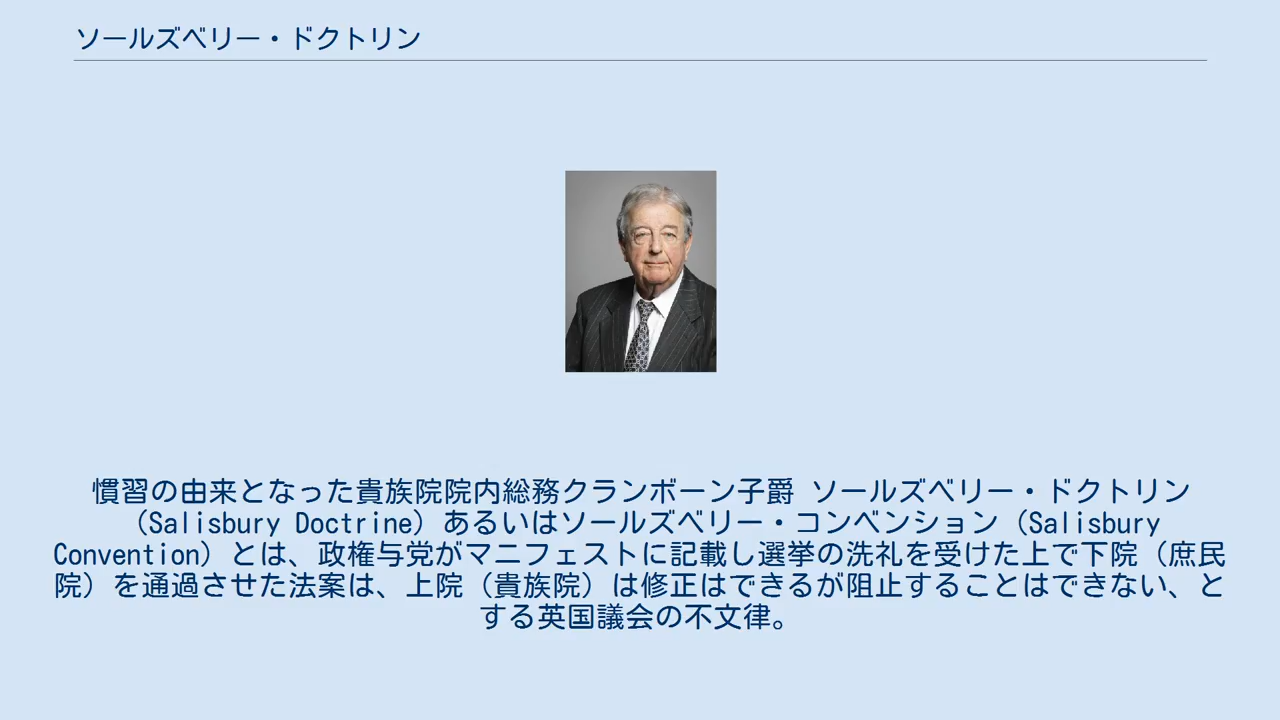 ソールズベリー・ドクトリン
慣習の由来となった貴族院院内総務クランボーン子爵 ソールズベリー・ドクトリン
（Salisbury Doctrine）あるいはソールズベリー・コンベンション（Salisbury
Convention）とは、政権与党がマニフェストに記載し選挙の洗礼を受けた上で下院（庶民
院）を通過させた法案は、上院（貴族院）は修正はできるが阻止することはできない、と
する英国議会の不文律。